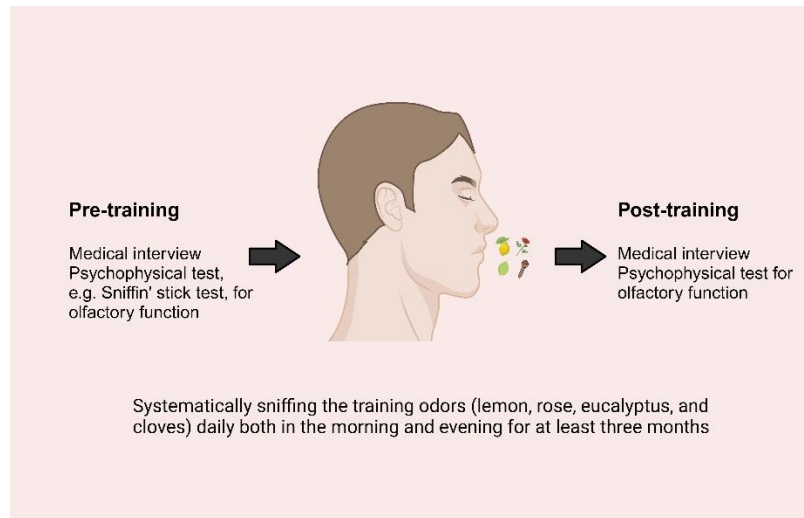 Pre-training
Medical interview
Psychophysical test,
e.g. Sniffin' stick test, for
olfactory function
Post-training
Medical interview
Psychophysical test for
olfactory function
Systematically sniffing the training odors (lemon, rose, eucalyptus, and
cloves) daily both in the morning and evening for at least three months